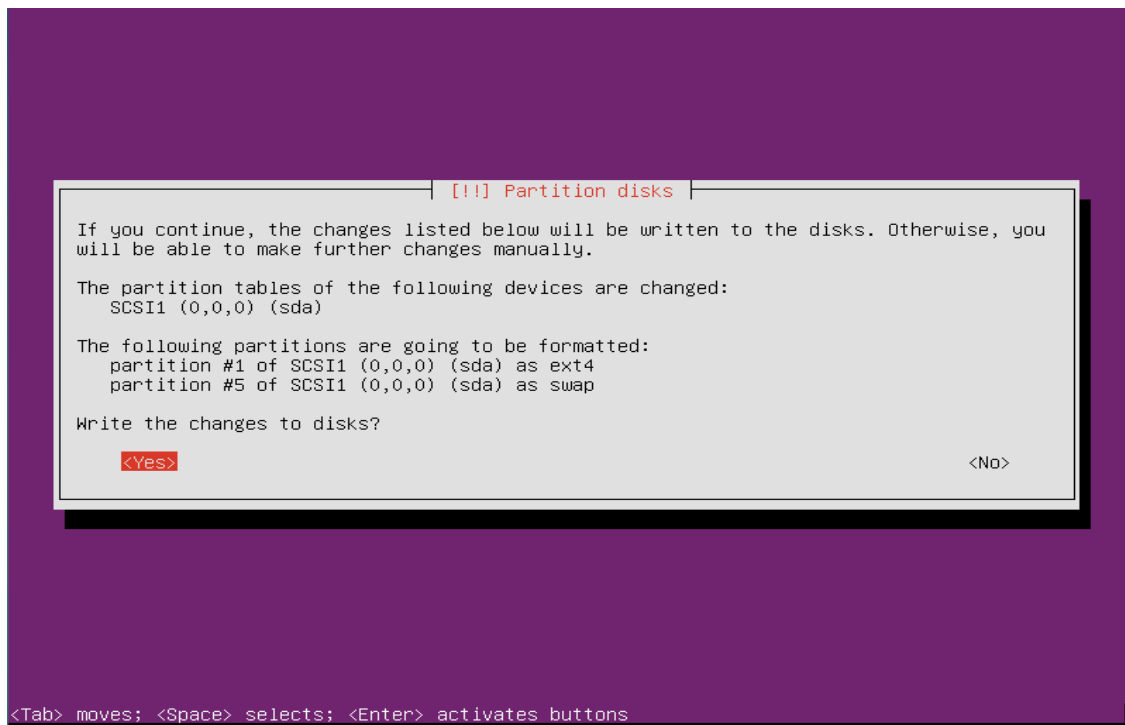 [!!] Partition disks
If you continue, the changes listed below will be written to the disks. Otherwise, you
will be able to make further changes manually.
The partition tables of the following devices are changed:
SCSI1 (0,0,0) (sda)
The following partitions are going to be formatted:
partition #1 of SCSI1 (0,0,0) (sda) as ext4
partition #5 of SCSI1 (0,0,0) (sda) as swap
Write the changes to disks?
<Yes> <No>
<Tab> moves; <Space> selects; <Enter> activates buttons